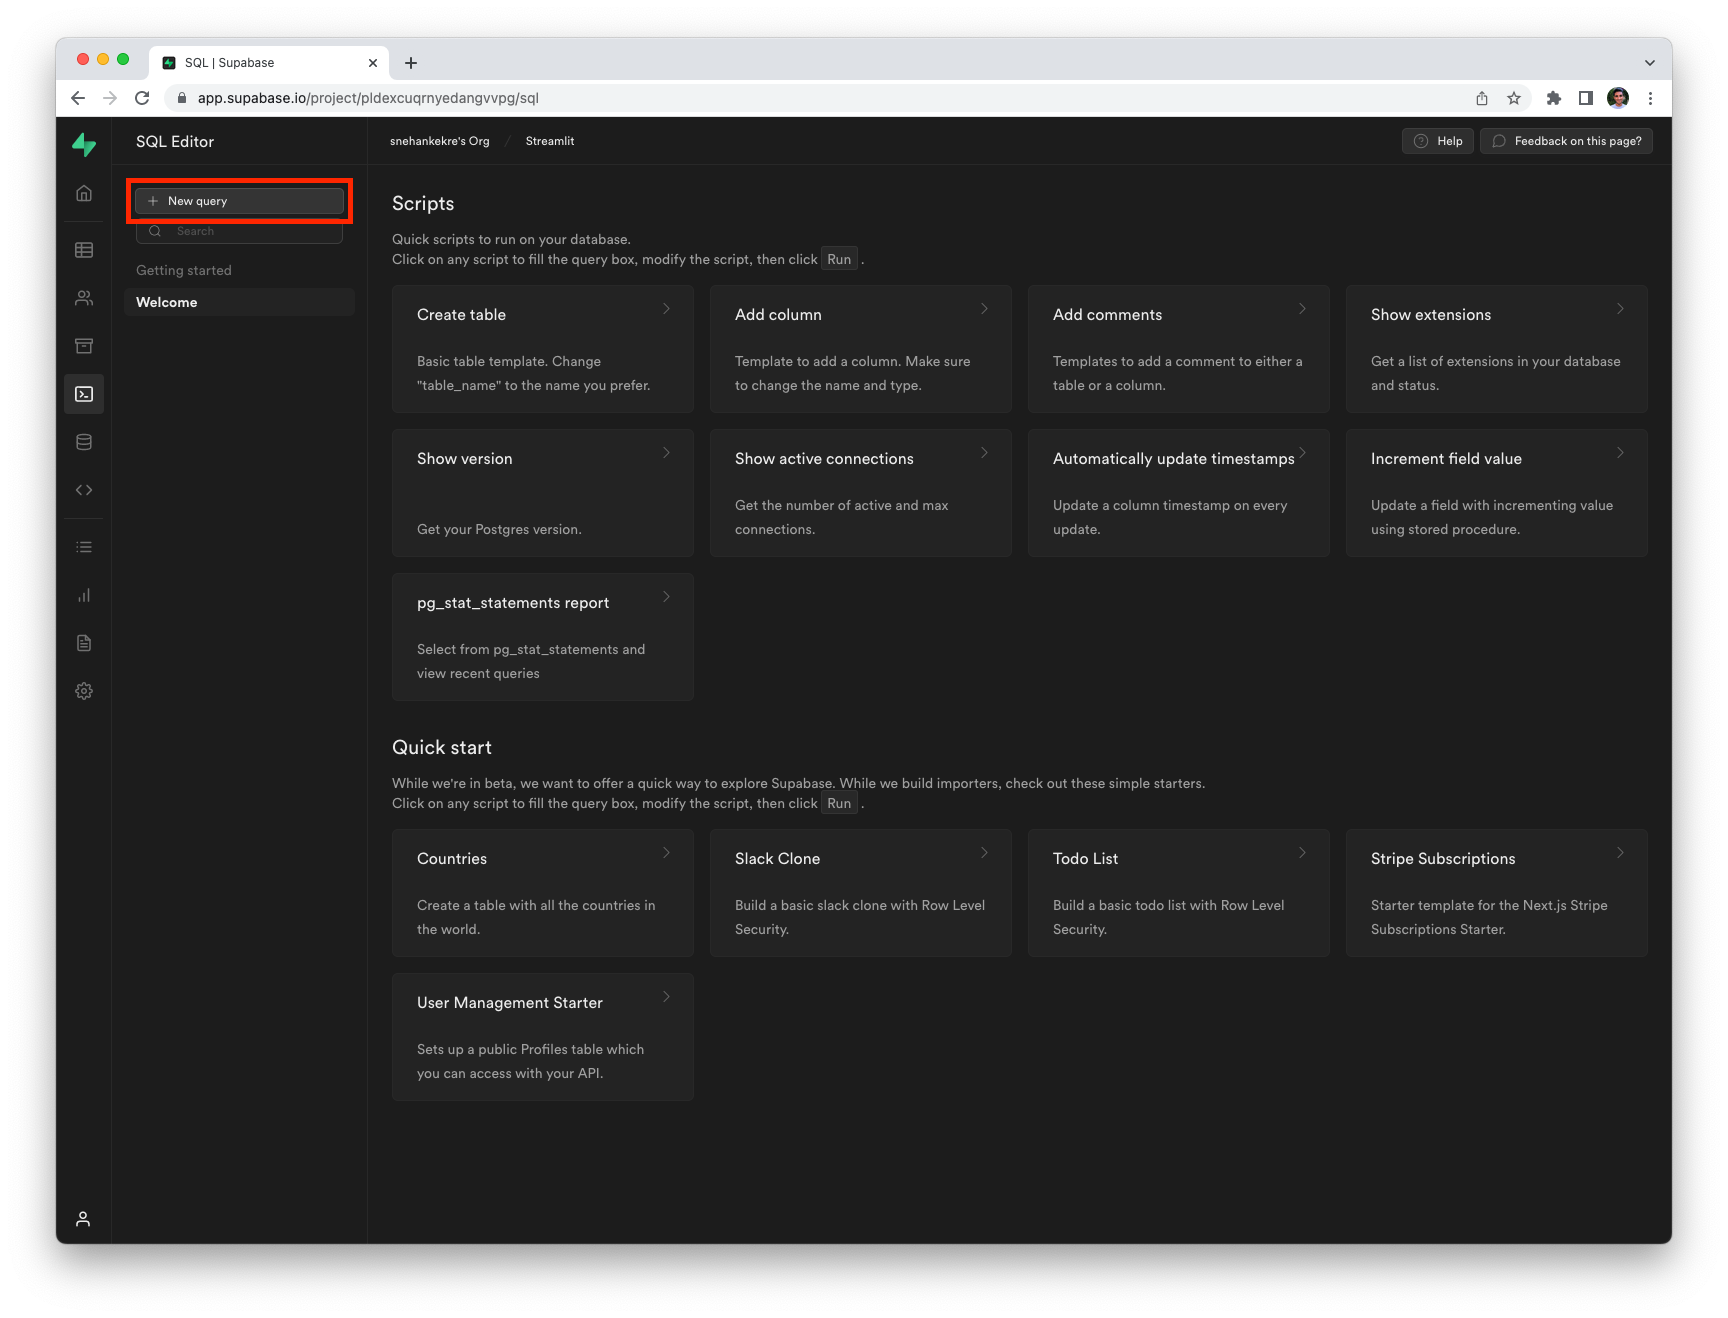 SQL | Supabase
app.supabase.io/project/pldexcuqrnyedangvvpg/sql
SQL Editor
snehankekre's Org / Streamlit
Help
Feedback on this page?
New query
Search
Getting started
Welcome
Scripts
Quick scripts to run on your database.
Click on any script to fill the query box, modify the script, then click Run .
Create table
Basic table template. Change
"table_name" to the name you prefer.
Add column
Template to add a column. Make sure
to change the name and type.
Add comments
Templates to add a comment to either a
table or a column.
Show extensions
Get a list of extensions in your database
and status.
Show version
Get your Postgres version.
Show active connections
Get the number of active and max
connections.
Automatically update timestamps
Update a column timestamp on every
update.
Increment field value
Update a field with incrementing value
using stored procedure.
pg_stat_statements report
Select from pg_stat_statements and
view recent queries
Quick start
While we're in beta, we want to offer a quick way to explore Supabase. While we build importers, check out these simple starters.
Click on any script to fill the query box, modify the script, then click Run .
Countries
Create a table with all the countries in
the world.
Slack Clone
Build a basic slack clone with Row Level
Security.
Todo List
Build a basic todo list with Row Level
Security.
Stripe Subscriptions
Starter template for the Next.js Stripe
Subscriptions Starter.
User Management Starter
Sets up a public Profiles table which
you can access with your API.